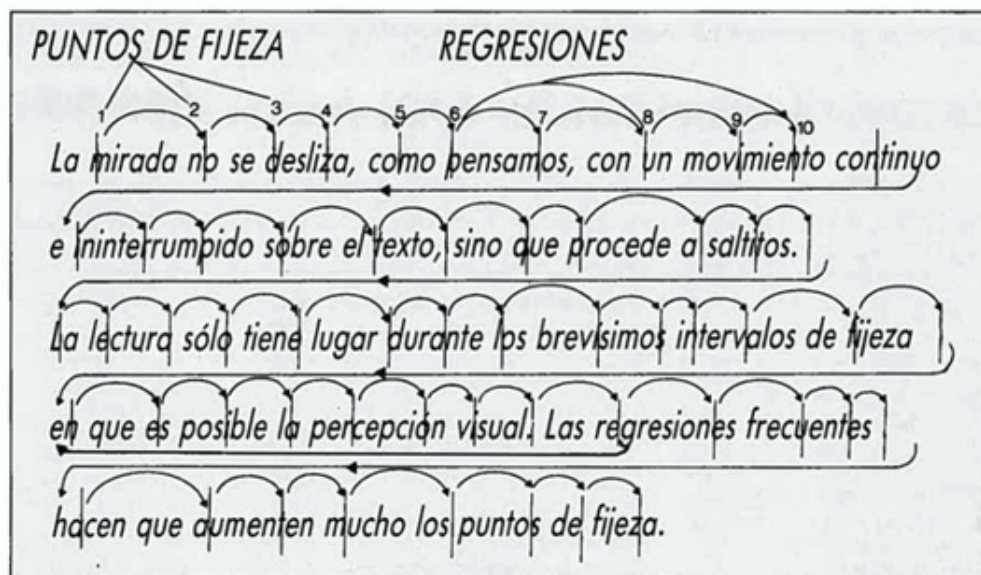 PUNTOS DE FIJEZA REGRESIONES
1 2 3 4 5 6 7 8 9 10
La mirada no se desliza, como pensamos, con un movimiento continuo
e ininterrumpido sobre el texto, sino que procede a saltitos.
La lectura sólo tiene lugar durante los brevísimos intervalos de fijeza
en que es posible la percepción visual. Las regresiones frecuentes
hacen que aumenten mucho los puntos de fijeza.